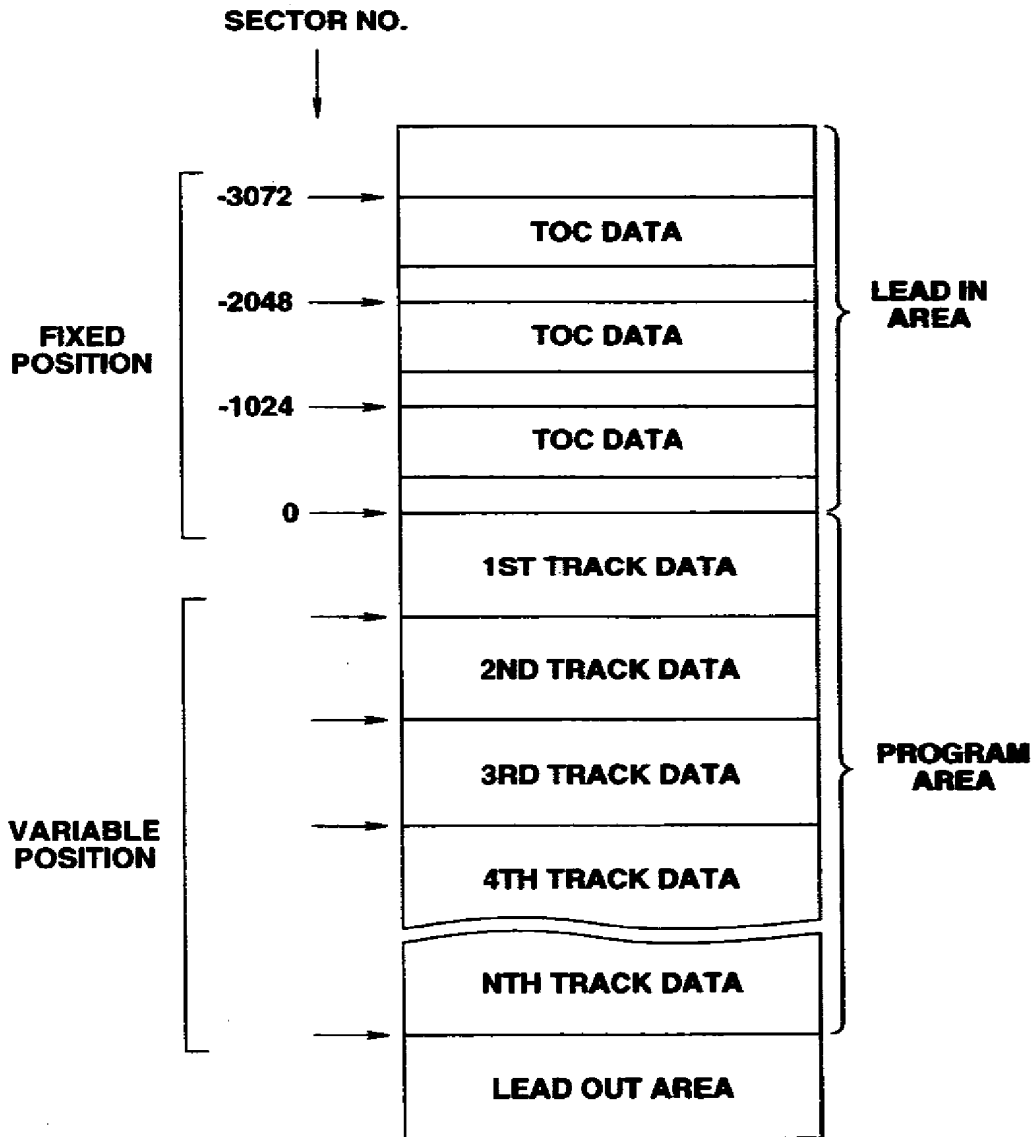 SECTOR NO.
-3072
TOC DATA
-2048
TOC DATA
LEAD IN
AREA
FIXED
POSITION
-1024
TOC DATA
0
1ST TRACK DATA
2ND TRACK DATA
3RD TRACK DATA
PROGRAM
AREA
VARIABLE
POSITION
4TH TRACK DATA
NTH TRACK DATA
LEAD OUT AREA